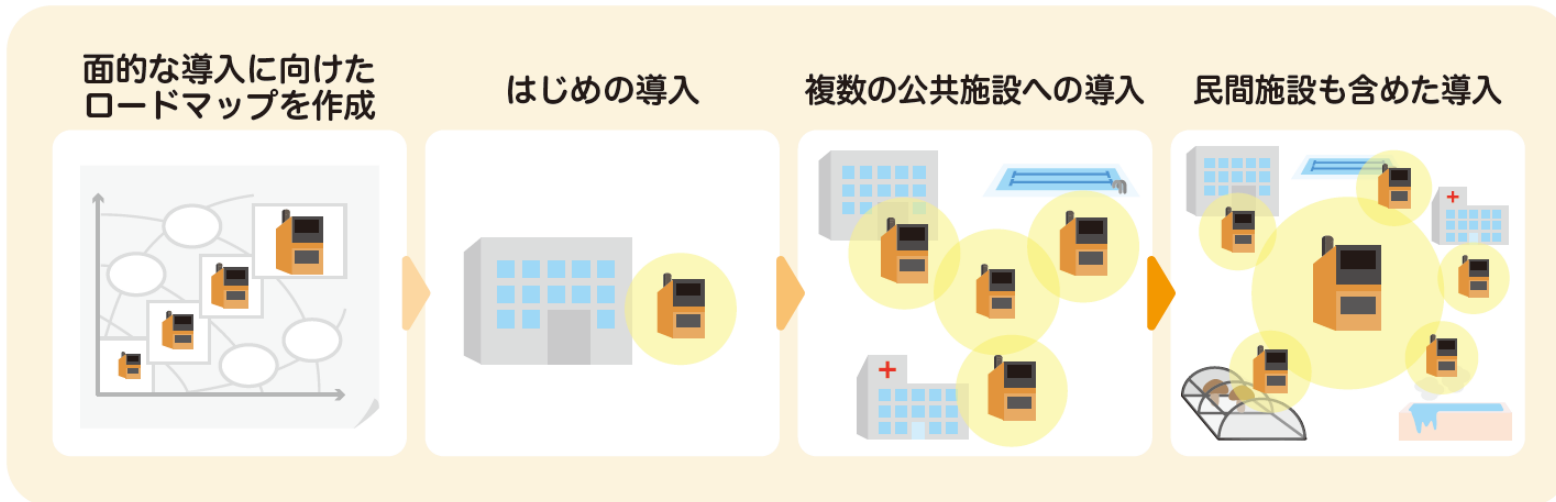 面的な導入に向けた
ロードマップを作成
はじめの導入
複数の公共施設への導入
民間施設も含めた導入